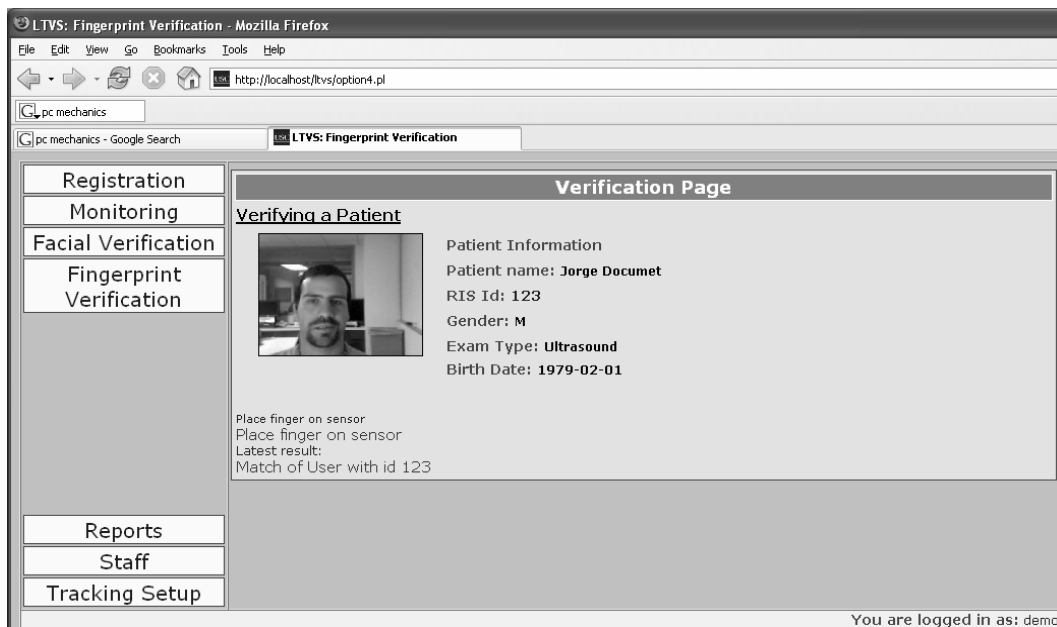 LTVS: Fingerprint Verification - Mozilla Firefox
File Edit View Go Bookmarks Tools Help
USC http://localhost/ltvs/option4.pl
G pc mechanics
G pc mechanics - Google Search
USC LTVS: Fingerprint Verification
Registration
Monitoring
Facial Verification
Fingerprint
Verification
Reports
Staff
Tracking Setup
Verification Page
Verifying a Patient
Patient Information
Patient name: Jorge Documet
RIS Id: 123
Gender: M
Exam Type: Ultrasound
Birth Date: 1979-02-01
Place finger on sensor
Place finger on sensor
Latest result:
Match of User with id 123
You are logged in as: demo